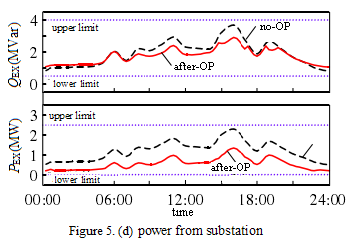 4
upper limit
no-OP
3
2
after-OP
1
lower limit
0
Q_EX(MVar)
3
upper limit
2
1
after-OP
0
lower limit
P_EX(MW)
00:00 06:00 12:00 18:00 24:00
time
Figure 5. (d) power from substation